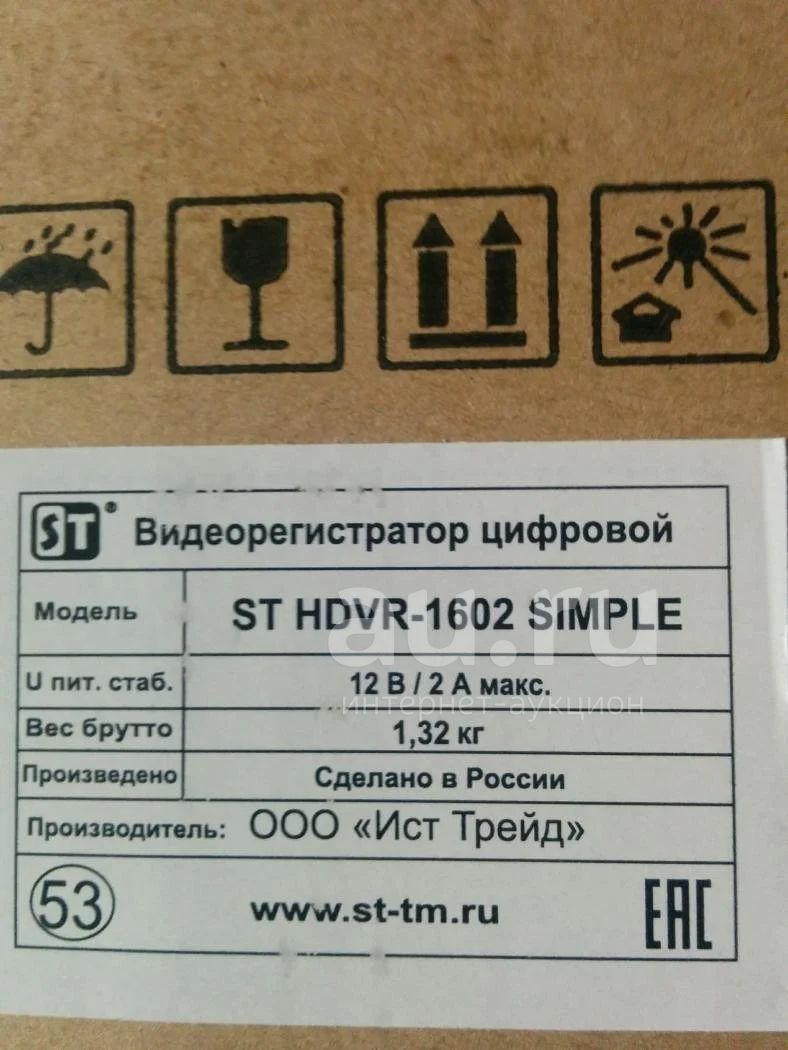 ST® Видеорегистратор цифровой
Модель ST HDVR-1602 SIMPLE
au.ru
U пит. стаб. 12 В / 2 А макс.
интернет-аукцион
Вес брутто 1,32 кг
Произведено Сделано в России
Производитель: ООО «Ист Трейд»
53 www.st-tm.ru EAC